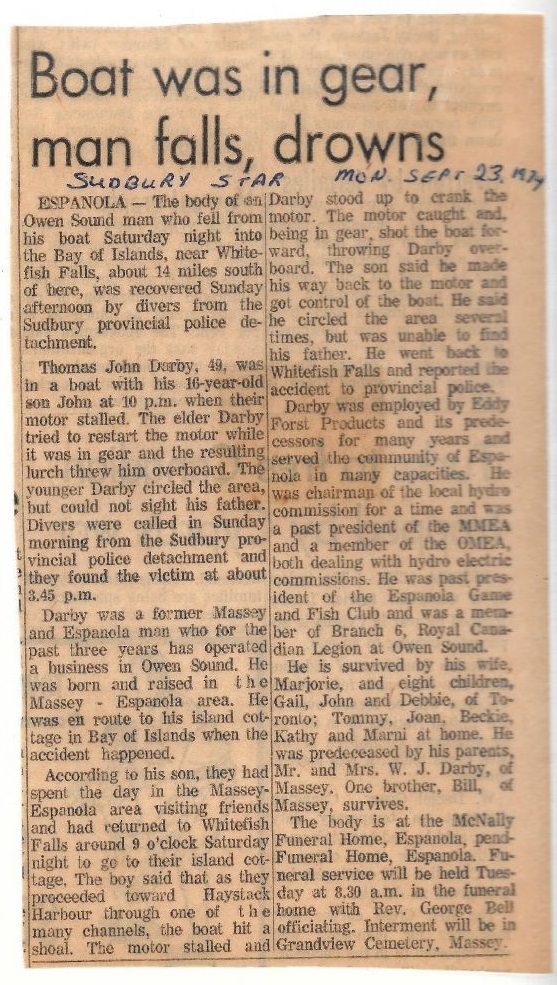 Boat was in gear,
man falls, drowns
SUDBURY STAR MON. SEPT 23, 1974
ESPANOLA — The body of an
Owen Sound man who fell from
his boat Saturday night into
the Bay of Islands, near White-
fish Falls, about 14 miles south
of here, was recovered Sunday
afternoon by divers from the
Sudbury provincial police de-
tachment.
Thomas John Darby, 49, was
in a boat with his 16-year-old
son John at 10 p.m. when their
motor stalled. The elder Darby
tried to restart the motor while
it was in gear and the resulting
lurch threw him overboard. The
younger Darby circled the area,
but could not sight his father.
Divers were called in Sunday
morning from the Sudbury pro-
vincial police detachment and
they found the victim at about
3.45 p.m.
Darby was a former Massey
and Espanola man who for the
past three years has operated
a business in Owen Sound. He
was born and raised in the
Massey - Espanola area. He
was en route to his island cot-
tage in Bay of Islands when the
accident happened.
According to his son, they had
spent the day in the Massey-
Espanola area visiting friends
and had returned to Whitefish
Falls around 9 o'clock Saturday
night to go to their island cot-
tage. The boy said that as they
proceeded toward Haystack
Harbour through one of the
many channels, the boat hit a
shoal. The motor stalled and
Darby stood up to crank the
motor. The motor caught and,
being in gear, shot the boat for-
ward, throwing Darby over-
board. The son said he made
his way back to the motor and
got control of the boat. He said
he circled the area several
times, but was unable to find
his father. He went back to
Whitefish Falls and reported the
accident to provincial police.
Darby was employed by Eddy
Forst Products and its prede-
cessors for many years and
served the community of Espa-
nola in many capacities. He
was chairman of the local hydro
commission for a time and was
a past president of the MMEA
and a member of the OMEA,
both dealing with hydro electric
commissions. He was past pres-
ident of the Espanola Game
and Fish Club and was a mem-
ber of Branch 6, Royal Cana-
dian Legion at Owen Sound.
He is survived by his wife,
Marjorie, and eight children,
Gail, John and Debbie, of To-
ronto; Tommy, Joan, Beckie,
Kathy and Marni at home. He
was predeceased by his parents,
Mr. and Mrs. W. J. Darby, of
Massey. One brother, Bill, of
Massey, survives.
The body is at the McNally
Funeral Home, Espanola, pend-
Funeral Home, Espanola. Fu-
neral service will be held Tues-
day at 8.30 a.m. in the funeral
home with Rev. George Bell
officiating. Interment will be in
Grandview Cemetery, Massey.